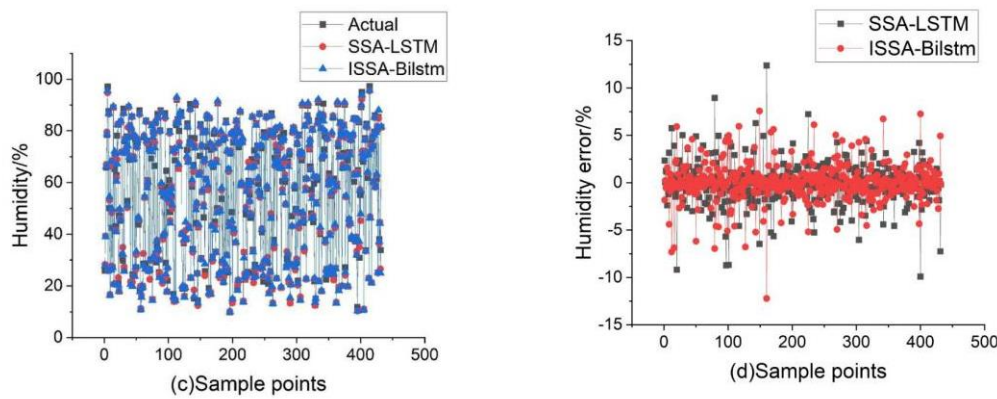 Actual
SSA-LSTM
ISSA-Bilstm
100
80
60
40
20
0
Humidity/%
0
100
200
300
400
500
(c)Sample points
SSA-LSTM
ISSA-Bilstm
15
10
5
0
-5
-10
-15
Humidity error/%
0
100
200
300
400
500
(d)Sample points